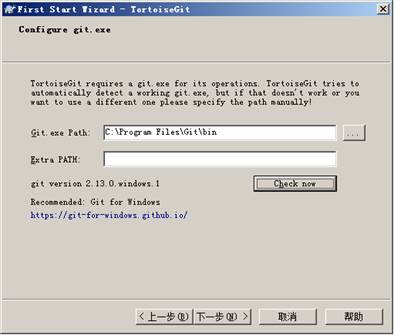 First Start Wizard - TortoiseGit
Configure git.exe
TortoiseGit requires a git.exe for its operations. TortoiseGit tries to
automatically detect a working git.exe, but if that doesn't work or you
want to use a different one please specify the path manually!
Git.exe Path: C:\Program Files\Git\bin ...
Extra PATH:
git version 2.13.0.windows.1 Check now
Recommended: Git for Windows
https://git-for-windows.github.io/
< 上一步(B) 下一步(N) > 取消 帮助